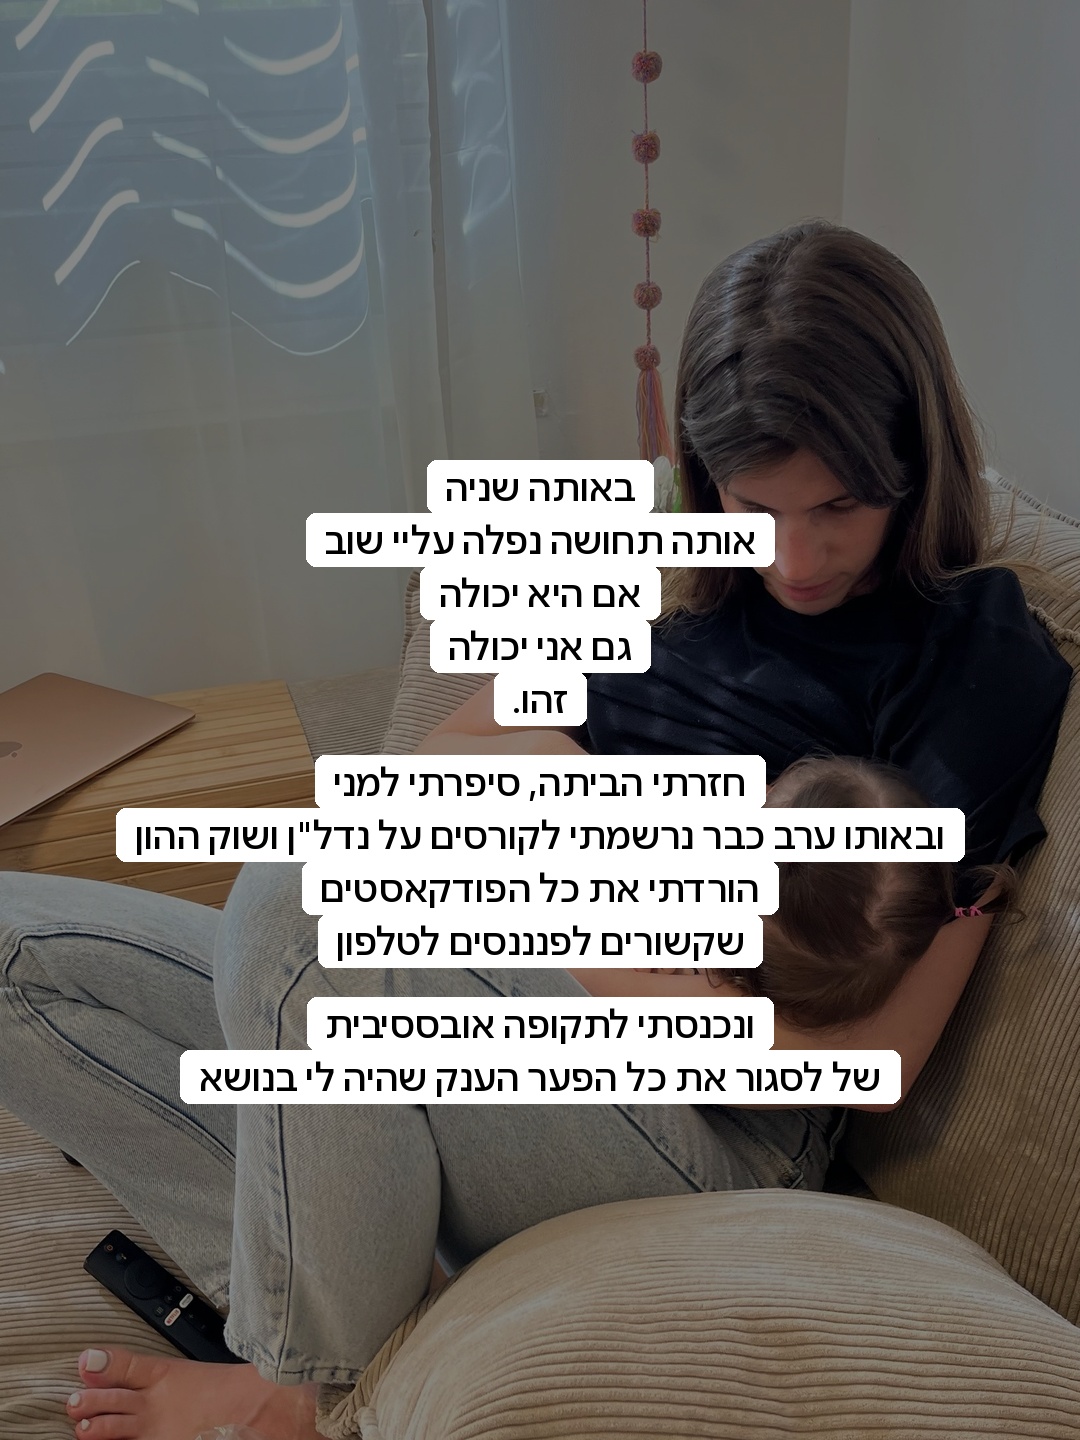 באותה שניה
אותה תחושה נפלה עליי שוב
אם היא יכולה
גם אני יכולה
זהו.
חזרתי הביתה, סיפרתי למני
ובאותו ערב כבר נרשמתי לקורסים על נדל"ן ושוק ההון
הורדתי את כל הפודקאסטים
שקשורים לפנננסים לטלפון
ונכנסתי לתקופה אובססיבית
של לסגור את כל הפער הענק שהיה לי בנושא